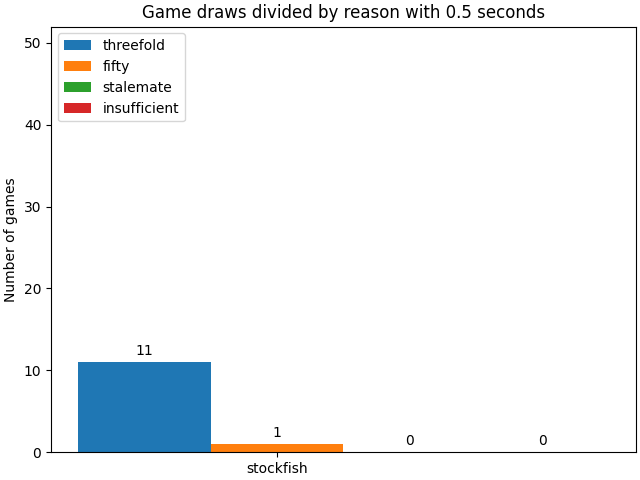 Game draws divided by reason with 0.5 seconds
threefold
fifty
stalemate
insufficient
50
40
30
20
10
0
Number of games
11
1
0
0
stockfish